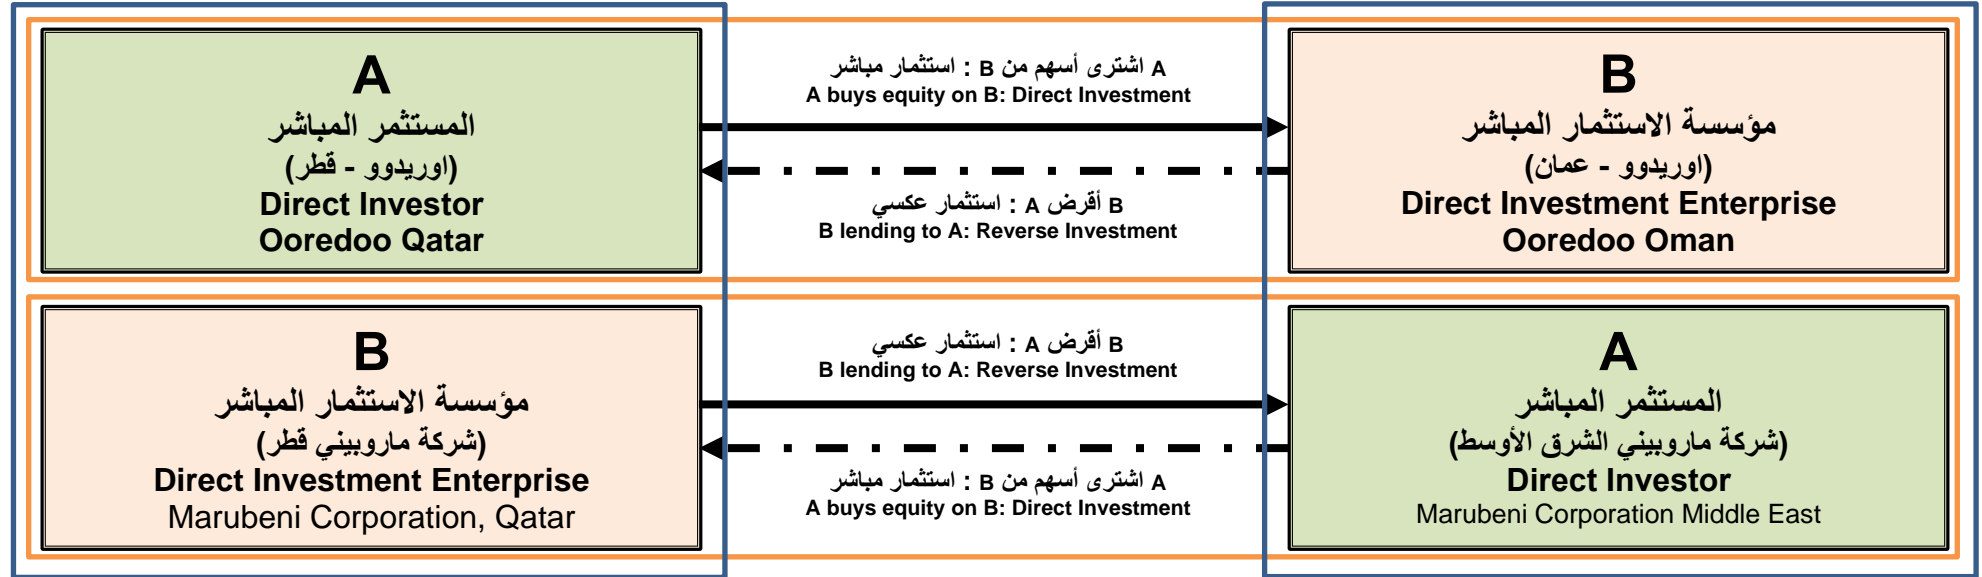 A
المستثمر المباشر
(اوريدوو - قطر)
Direct Investor
Ooredoo Qatar
A اشترى أسهم من B : استثمار مباشر
A buys equity on B: Direct Investment
B أقرض A : استثمار عكسي
B lending to A: Reverse Investment
B
مؤسسة الاستثمار المباشر
(اوريدوو - عمان)
Direct Investment Enterprise
Ooredoo Oman
B
مؤسسة الاستثمار المباشر
(شركة ماروبيني قطر)
Direct Investment Enterprise
Marubeni Corporation, Qatar
B أقرض A : استثمار عكسي
B lending to A: Reverse Investment
A اشترى أسهم من B : استثمار مباشر
A buys equity on B: Direct Investment
A
المستثمر المباشر
(شركة ماروبيني الشرق الأوسط)
Direct Investor
Marubeni Corporation Middle East